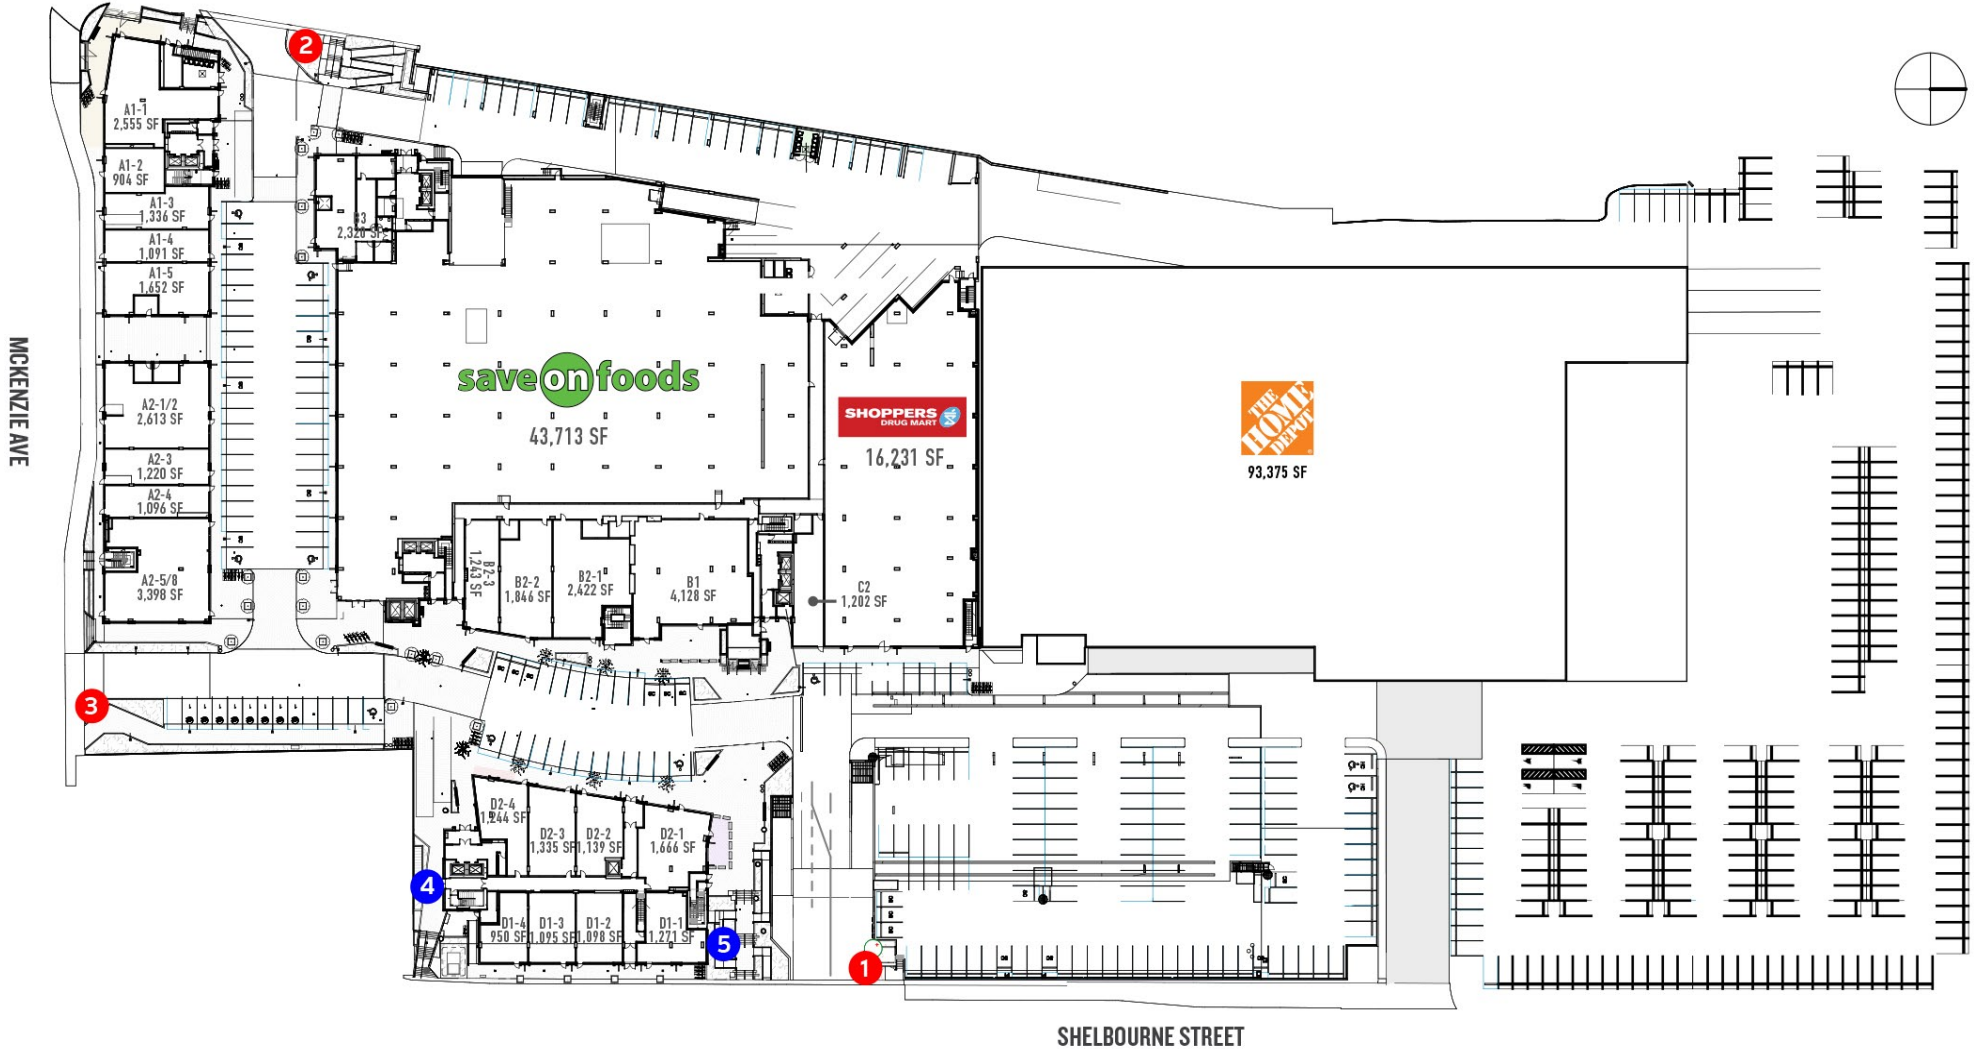 2
A1-1
2,555 SF
A1-2
904 SF
A1-3
1,336 SF
A1-4
1,091 SF
A1-5
1,652 SF
2,328 SF
MCKENZIE AVE
A2-1/2
2,613 SF
A2-3
1,220 SF
A2-4
1,096 SF
A2-5/8
3,398 SF
save on foods
43,713 SF
SHOPPERS
DRUG MART
16,231 SF
THE
HOME
DEPOT
93,375 SF
B2-3
1,243 SF
B2-2
1,846 SF
B2-1
2,422 SF
B1
4,128 SF
C2
1,202 SF
3
D2-4
1,244 SF
D2-3
1,335 SF
D2-2
1,139 SF
D2-1
1,666 SF
4
D1-4
950 SF
D1-3
1,095 SF
D1-2
1,098 SF
D1-1
1,271 SF
5
1
SHELBOURNE STREET